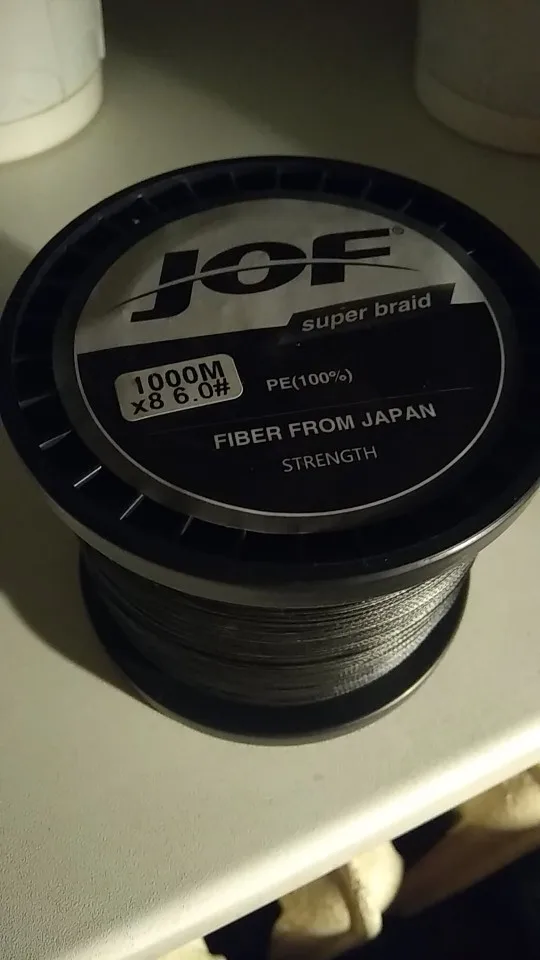 JOF®
super braid
1000M
x8 6.0#
PE(100%)
FIBER FROM JAPAN
STRENGTH